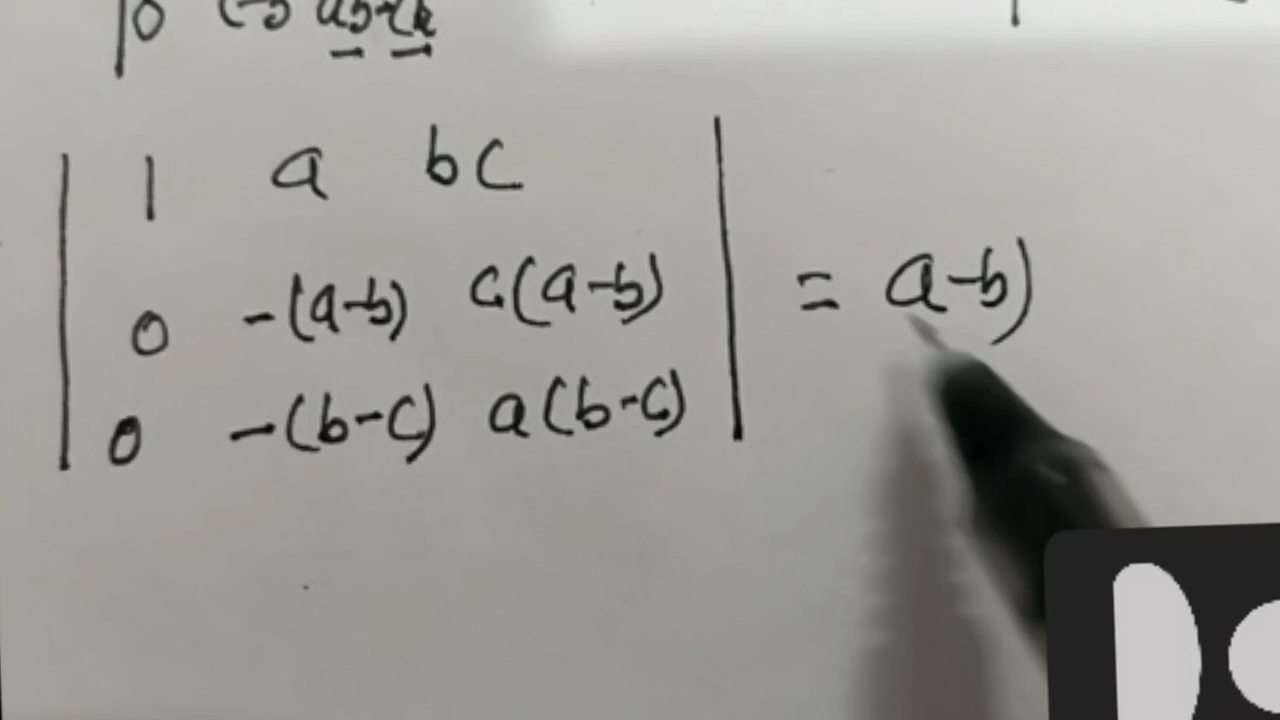 1 a bc
0 -(a-b) c(a-b) = a-b)
0 -(b-c) a(b-c)